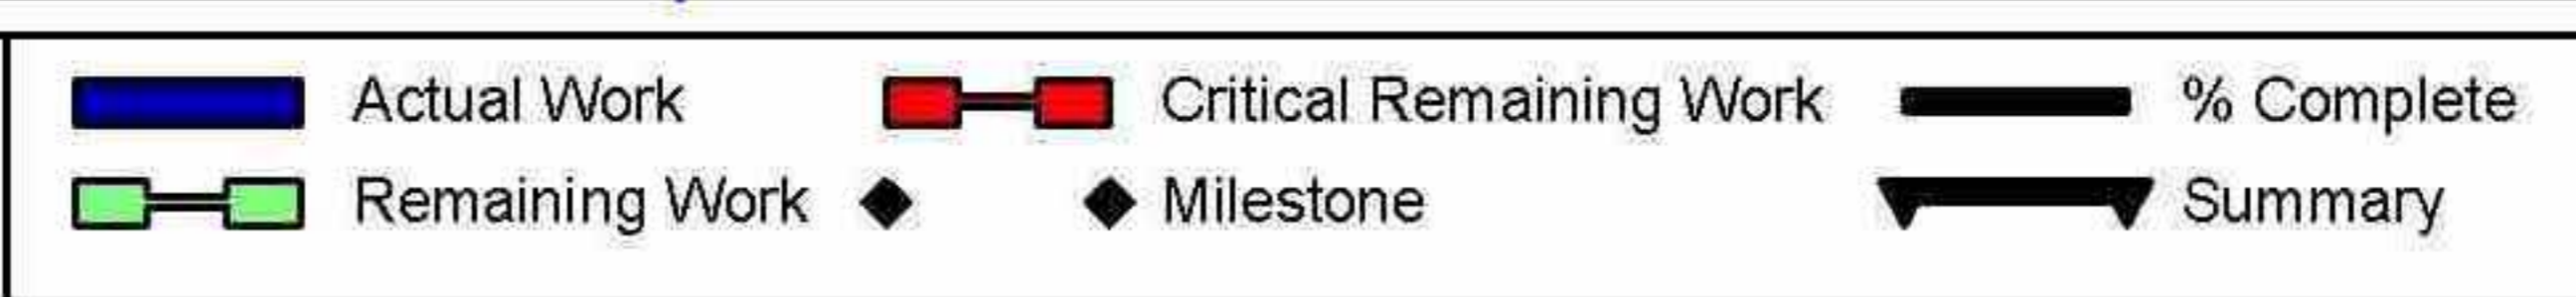 Actual Work Critical Remaining Work % Complete
Remaining Work Milestone Summary